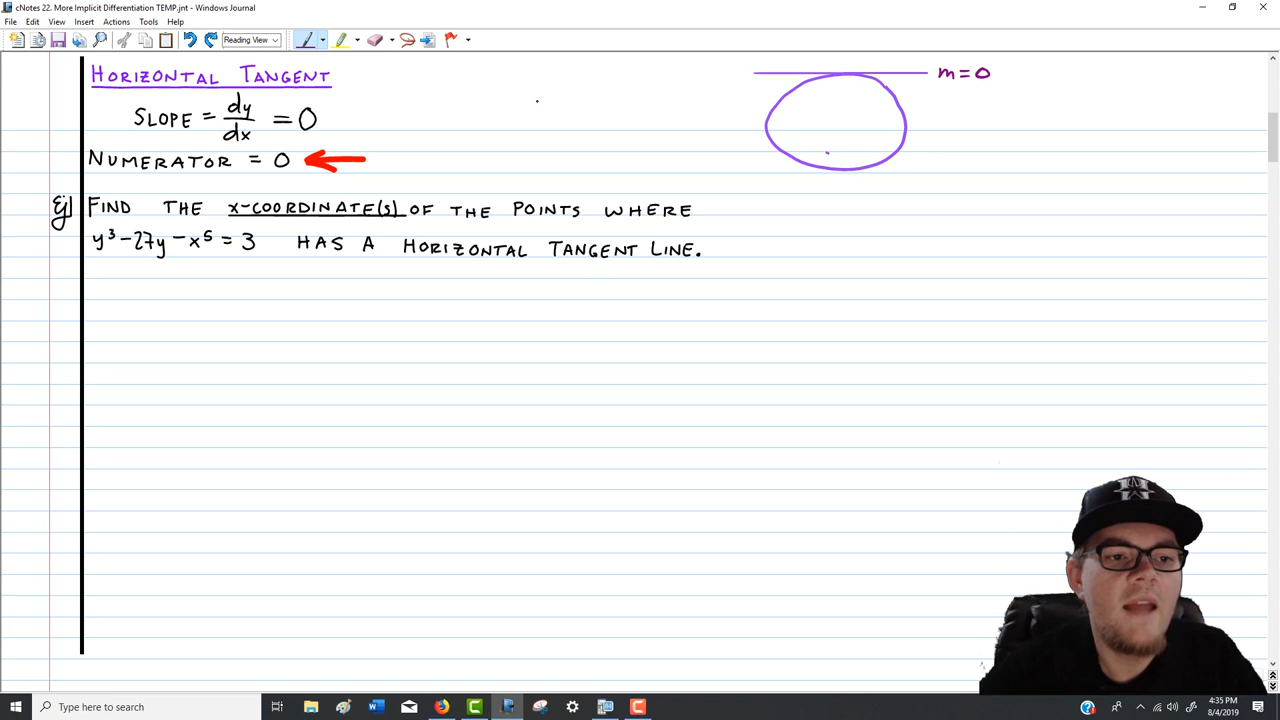 cNotes 22. More Implicit Differentiation TEMP.jnt - Windows Journal
File Edit View Insert Actions Tools Help
Reading View
HORIZONTAL TANGENT
m = 0
SLOPE = dy/dx = 0
NUMERATOR = 0
Ej FIND THE x-COORDINATE(S) OF THE POINTS WHERE
y³ - 27y - x⁵ = 3 HAS A HORIZONTAL TANGENT LINE.
Type here to search
4:35 PM
8/4/2019